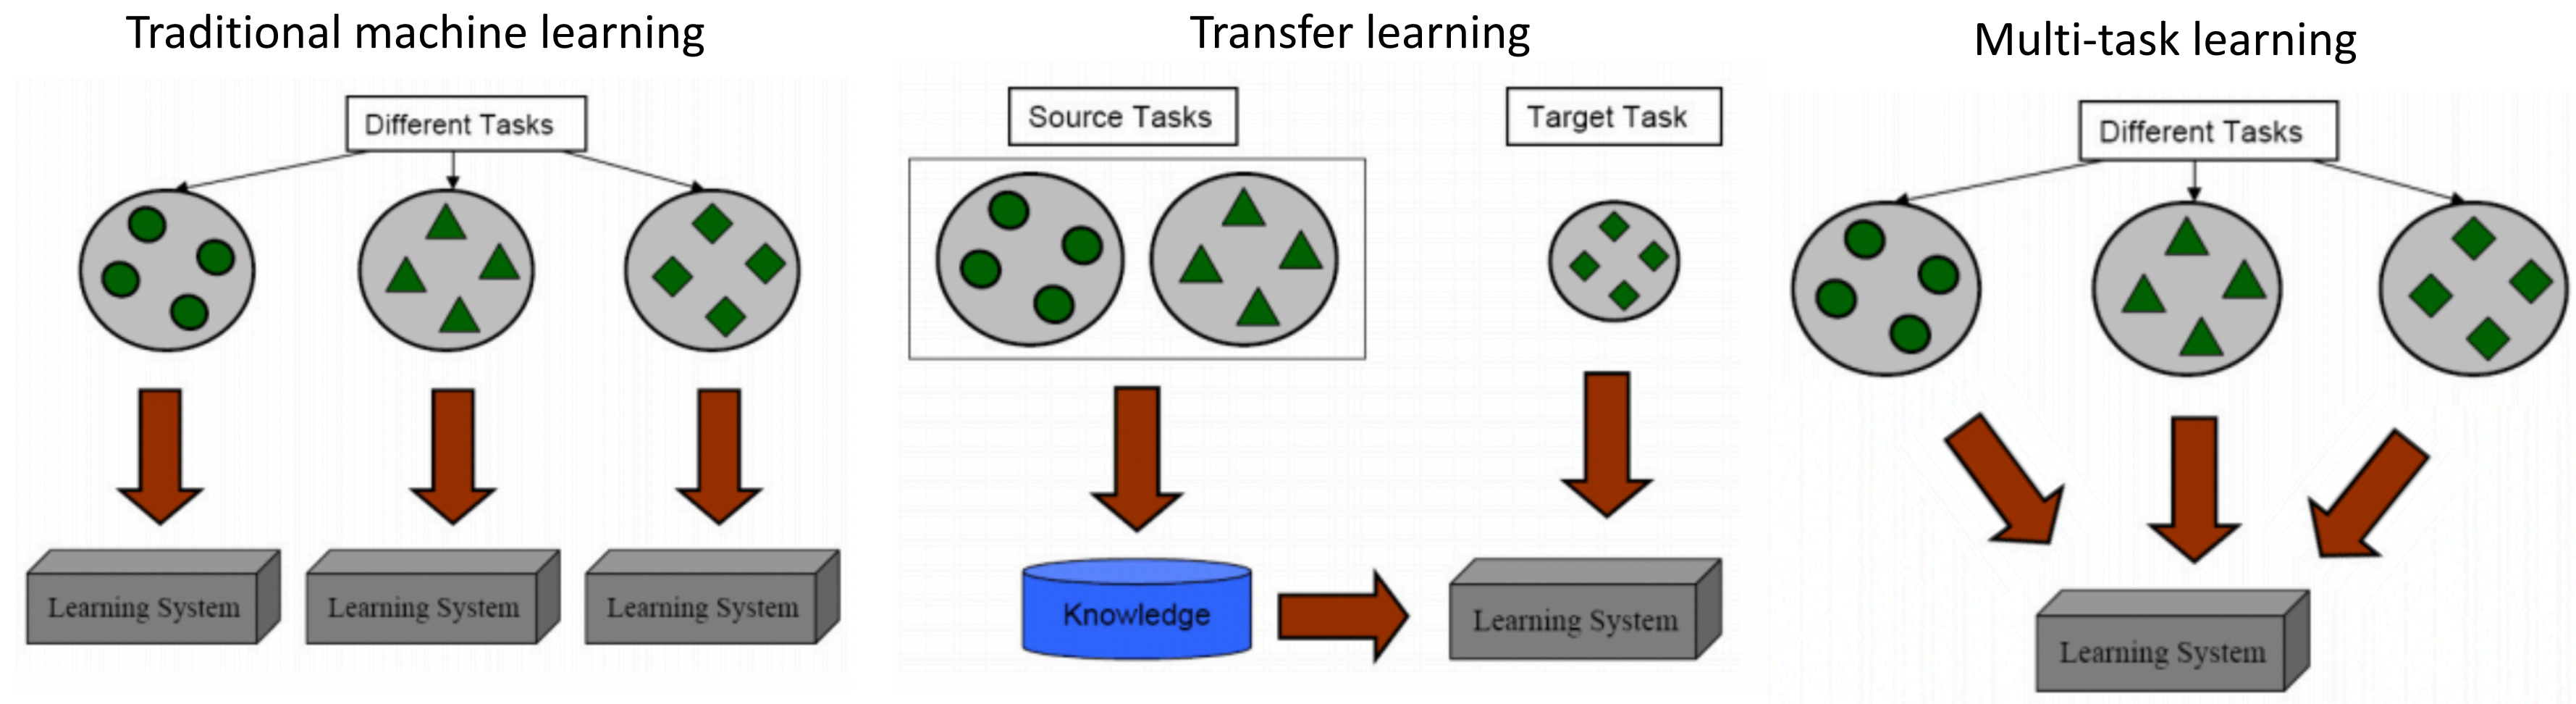 Traditional machine learning
Different Tasks
Learning System
Learning System
Learning System
Transfer learning
Source Tasks
Target Task
Knowledge
Learning System
Multi-task learning
Different Tasks
Learning System